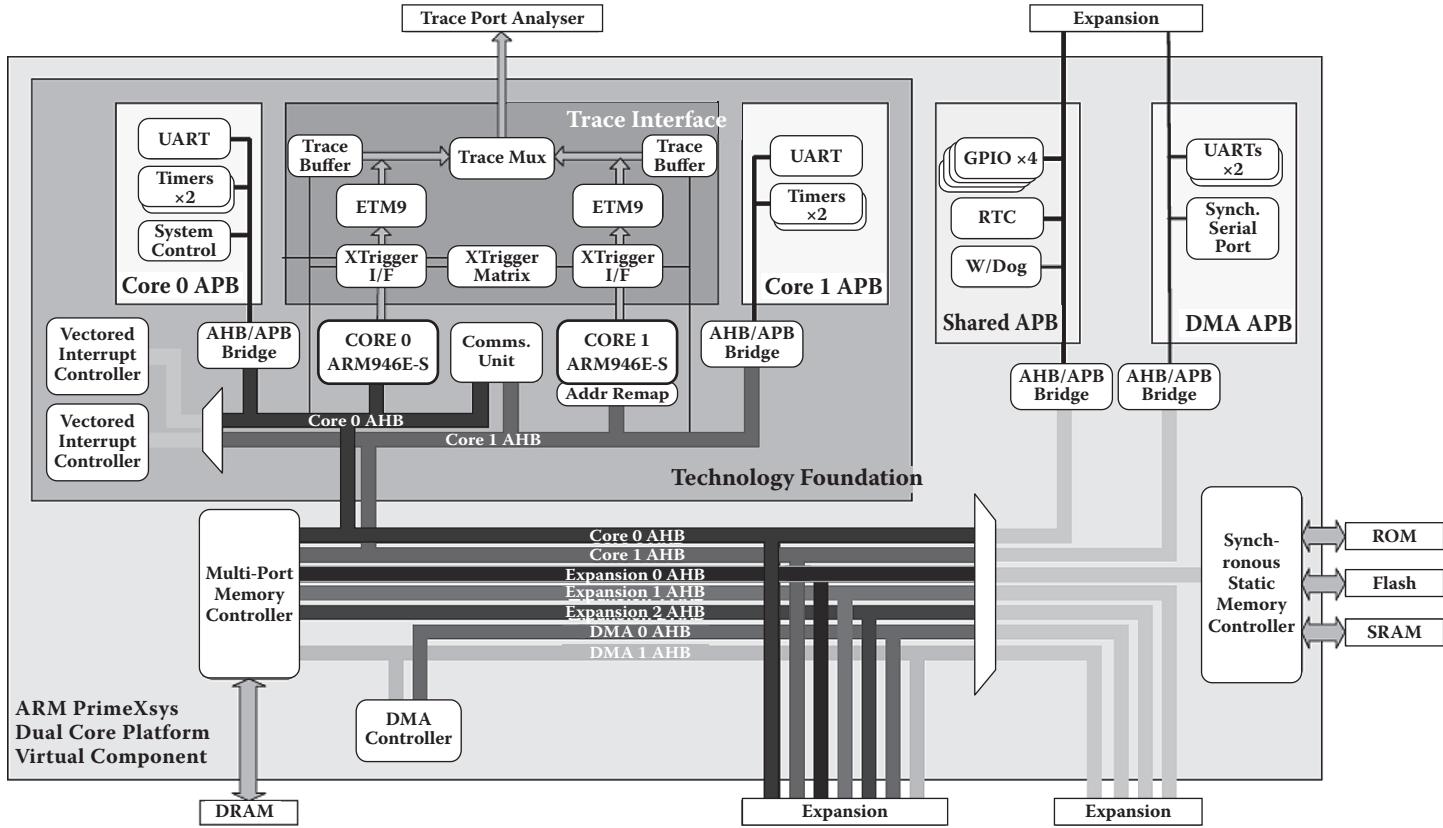 Trace Port Analyser
Expansion
Trace Interface
UART
Timers
×2
System
Control
Core 0 APB
Trace
Buffer
Trace Mux
Trace
Buffer
ETM9
ETM9
XTrigger
I/F
XTrigger
Matrix
XTrigger
I/F
UART
Timers
×2
Core 1 APB
GPIO ×4
RTC
W/Dog
Shared APB
UARTs
×2
Synch.
Serial
Port
DMA APB
Vectored
Interrupt
Controller
AHB/APB
Bridge
CORE 0
ARM946E-S
Comms.
Unit
CORE 1
ARM946E-S
Addr Remap
AHB/APB
Bridge
AHB/APB
Bridge
AHB/APB
Bridge
Vectored
Interrupt
Controller
Core 0 AHB
Core 1 AHB
Technology Foundation
Multi-Port
Memory
Controller
Core 0 AHB
Core 1 AHB
Expansion 0 AHB
Expansion 1 AHB
Expansion 2 AHB
DMA 0 AHB
DMA 1 AHB
Synch-
ronous
Static
Memory
Controller
ROM
Flash
SRAM
DMA
Controller
ARM PrimeXsys
Dual Core Platform
Virtual Component
DRAM
Expansion
Expansion